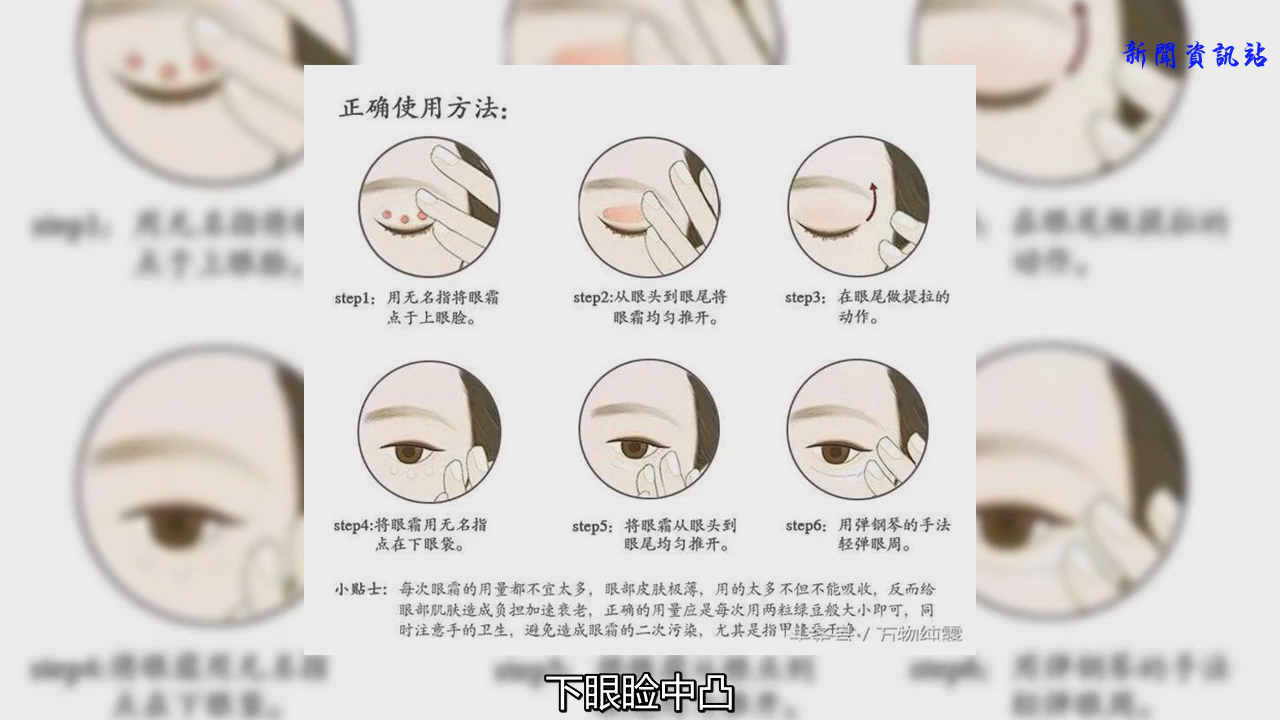 新聞資訊站
正确使用方法：
step1：用无名指将眼霜
点于上眼脸。
step2:从眼头到眼尾将
眼霜均匀推开。
step3：在眼尾做提拉的
动作。
step4:将眼霜用无名指
点在下眼袋。
step5：将眼霜从眼头到
眼尾均匀推开。
step6：用弹钢琴的手法
轻弹眼周。
小贴士：每次眼霜的用量都不宜太多，眼部皮肤极薄，用的太多不但不能吸收，反而给
眼部肌肤造成负担加速衰老，正确的用量应是每次用两粒绿豆般大小即可，同
时注意手的卫生，避免造成眼霜的二次污染，尤其是指甲
/ 万物纯霞
下眼睑中凸